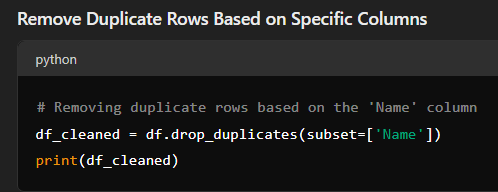 Remove Duplicate Rows Based on Specific Columns
python
# Removing duplicate rows based on the 'Name' column
df_cleaned = df.drop_duplicates(subset=['Name'])
print(df_cleaned)